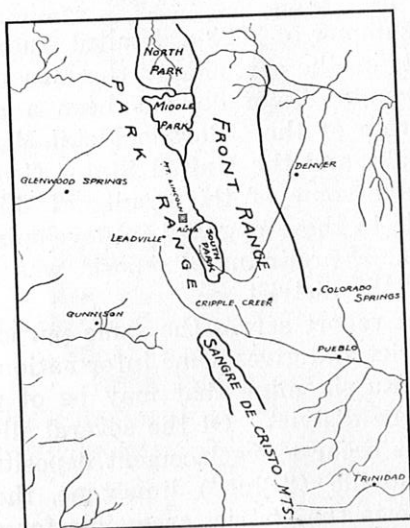 NORTH
PARK
MIDDLE
PARK
PARK RANGE
FRONT RANGE
DENVER
GLENWOOD SPRINGS
MT. LINCOLN
ALMA
LEADVILLE
SOUTH
PARK
CRIPPLE CREEK
COLORADO
SPRINGS
GUNNISON
PUEBLO
SANGRE DE CRISTO MTS.
TRINIDAD